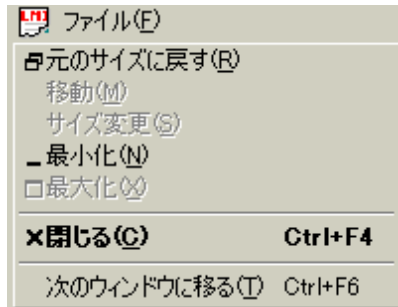 LMI ファイル(F)
元のサイズに戻す(R)
移動(M)
サイズ変更(S)
最小化(N)
最大化(X)
閉じる(C) Ctrl+F4
次のウィンドウに移る(T) Ctrl+F6